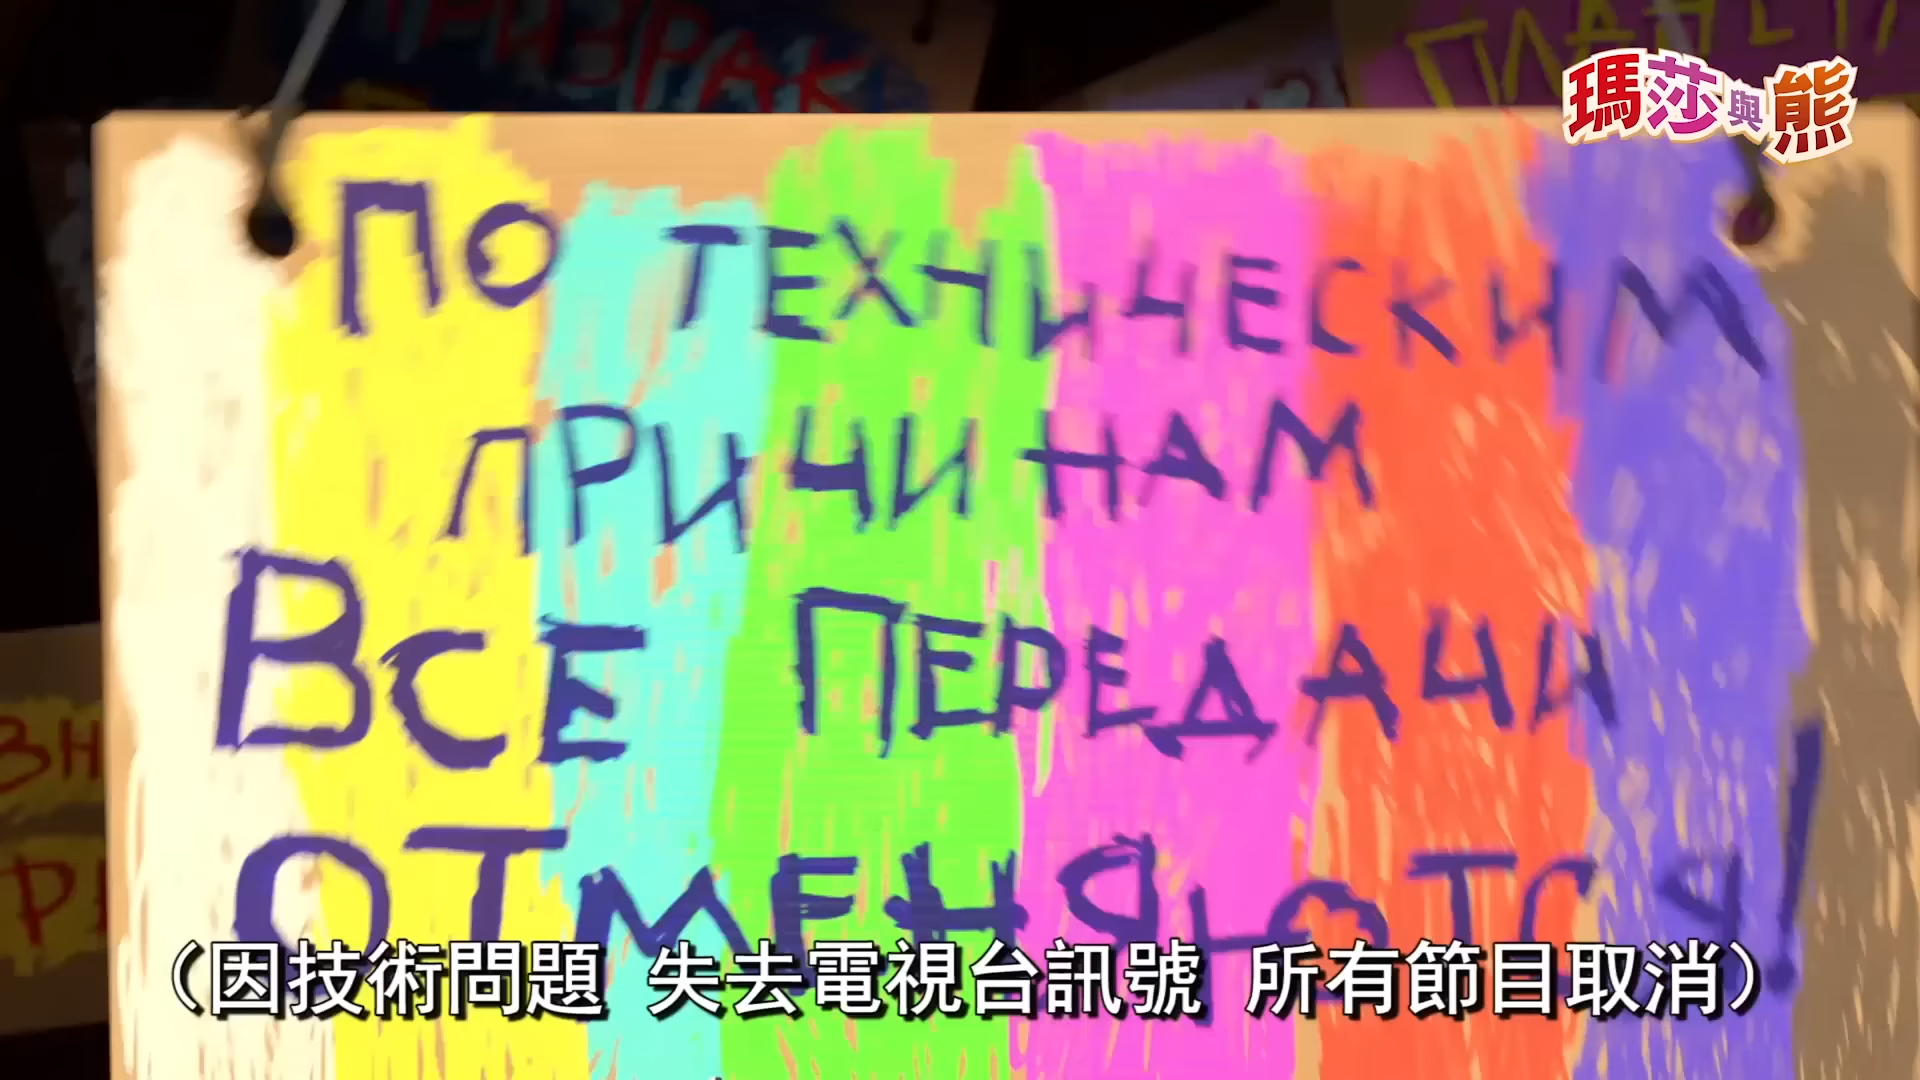 ПРИЗРАК
瑪莎與熊
ПО ТЕХНИЧЕСКИМ
ПРИЧИНАМ
ВСЕ ПЕРЕДАЧИ
ОТМЕНЯЮТСЯ!
(因技術問題 失去電視台訊號 所有節目取消)